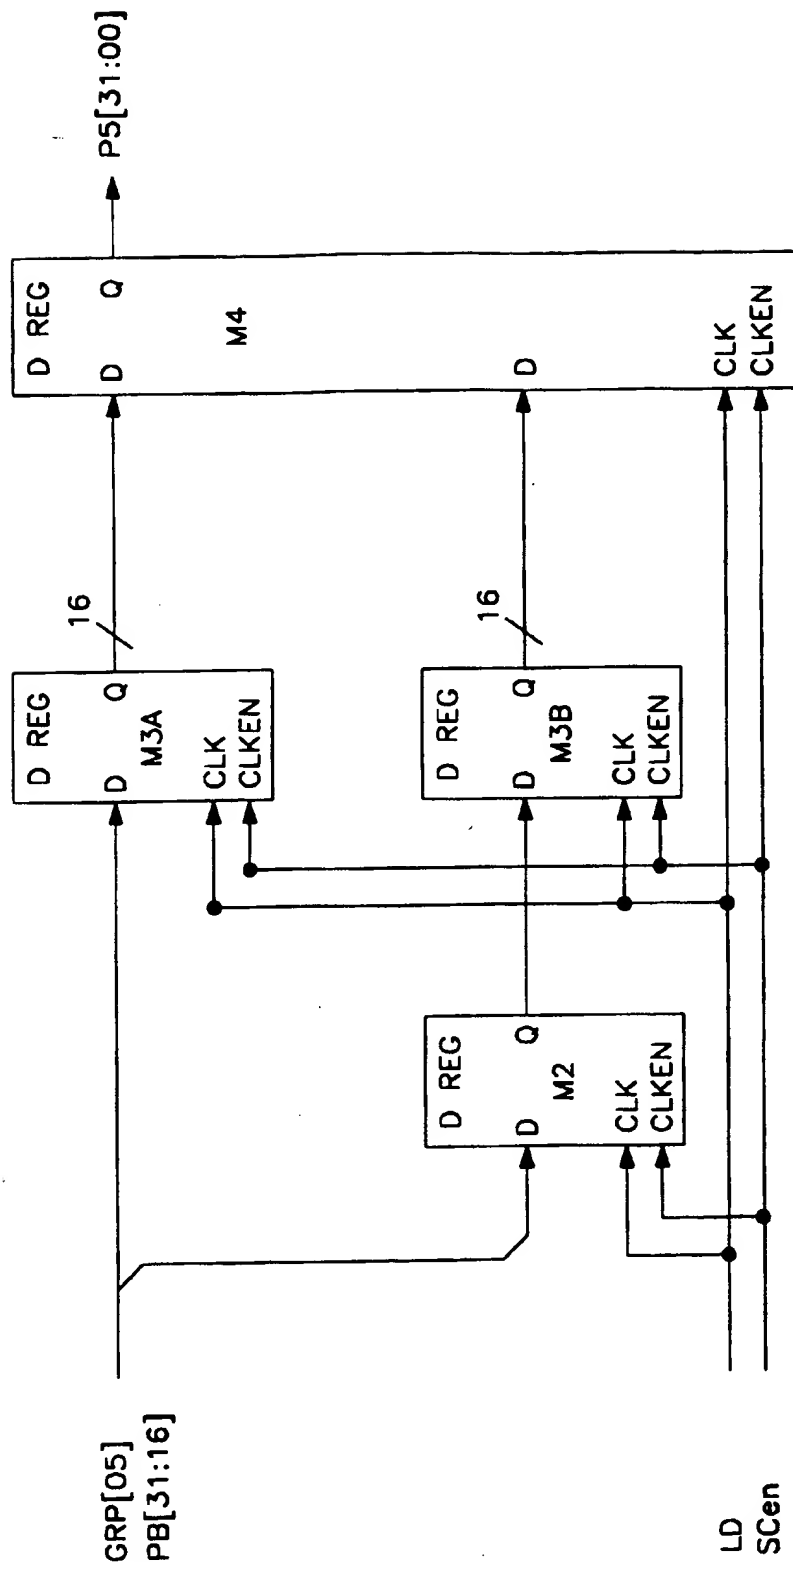 GRP[05]
PB[31:16]
LD
SCen
D REG
D Q
M2
CLK
CLKEN
D REG
D Q
M3A
CLK
CLKEN
16
D REG
D Q
M3B
CLK
CLKEN
16
D REG
D Q
M4
D
CLK
CLKEN
P5[31:00]